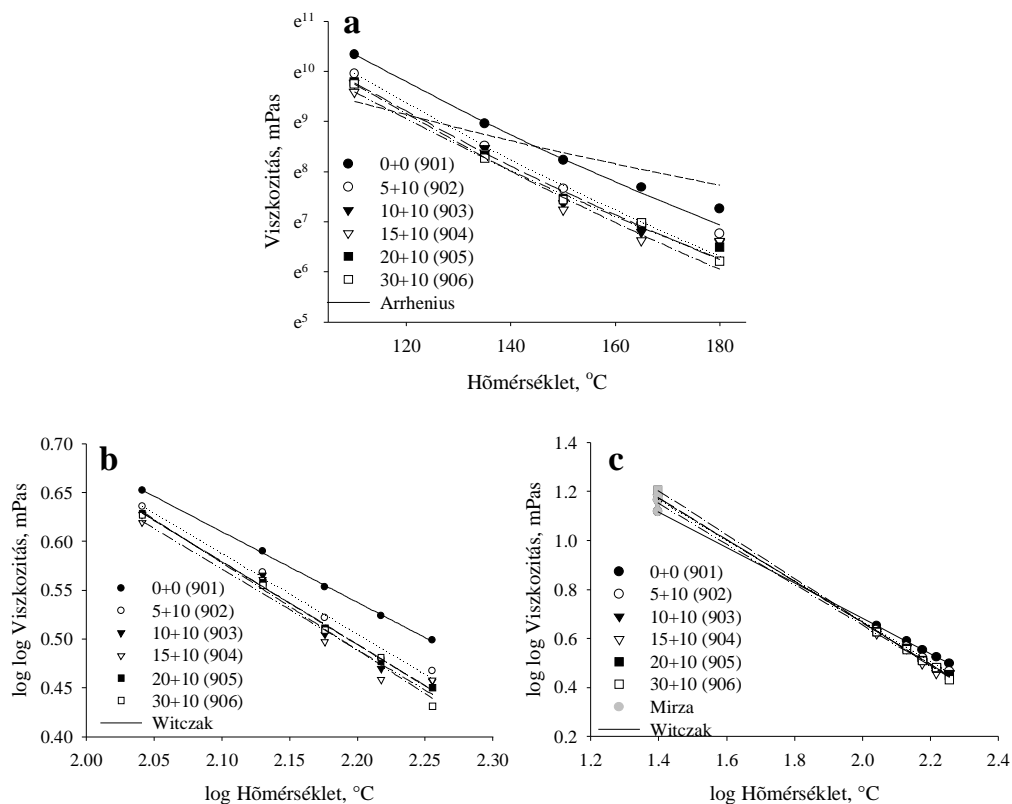 a
e11
e10
e9
e8
e7
e6
e5
Viszkozitás, mPas
0+0 (901)
5+10 (902)
10+10 (903)
15+10 (904)
20+10 (905)
30+10 (906)
Arrhenius
120
140
160
180
Hõmérséklet, oC
b
0.70
0.65
0.60
0.55
0.50
0.45
0.40
log log Viszkozitás, mPas
0+0 (901)
5+10 (902)
10+10 (903)
15+10 (904)
20+10 (905)
30+10 (906)
Witczak
2.00
2.05
2.10
2.15
2.20
2.25
2.30
log Hõmérséklet, °C
c
1.4
1.2
1.0
0.8
0.6
0.4
0.2
log log Viszkozitás, mPas
0+0 (901)
5+10 (902)
10+10 (903)
15+10 (904)
20+10 (905)
30+10 (906)
Mirza
Witczak
1.2
1.4
1.6
1.8
2.0
2.2
2.4
log Hõmérséklet, °C